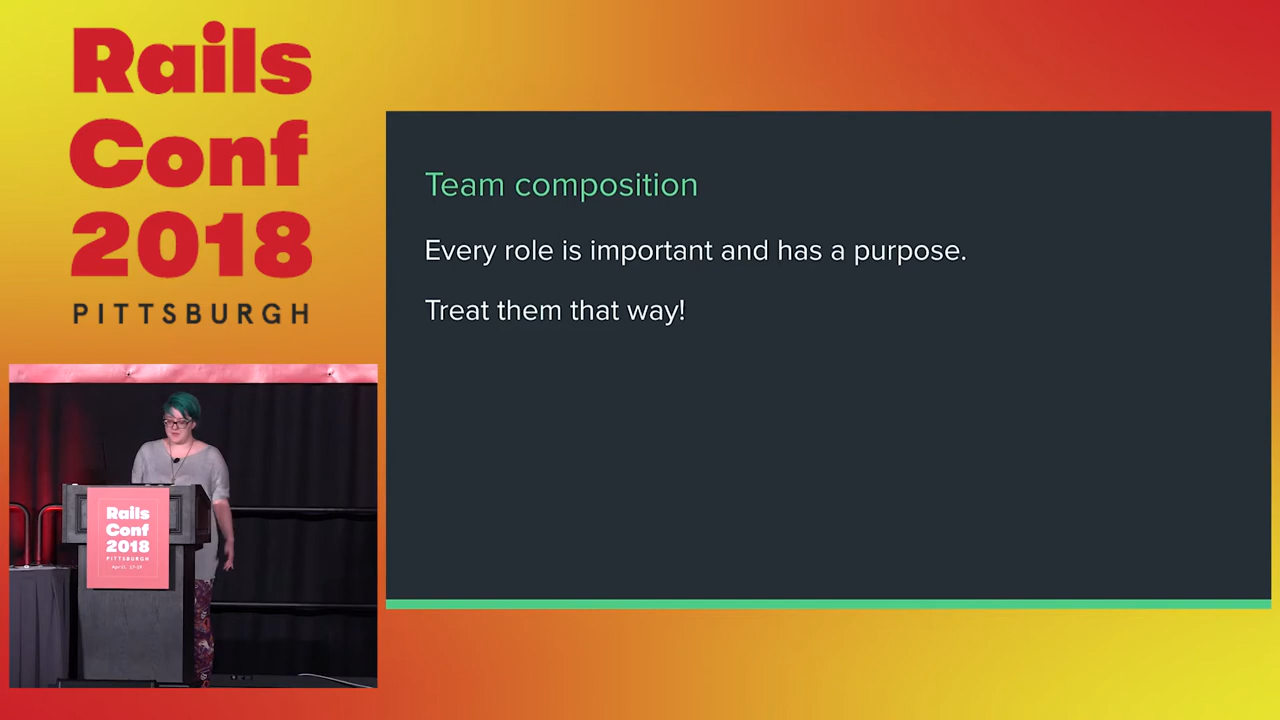 Rails
Conf
2018
PITTSBURGH
Team composition
Every role is important and has a purpose.
Treat them that way!
Rails
Conf
2018
PITTSBURGH